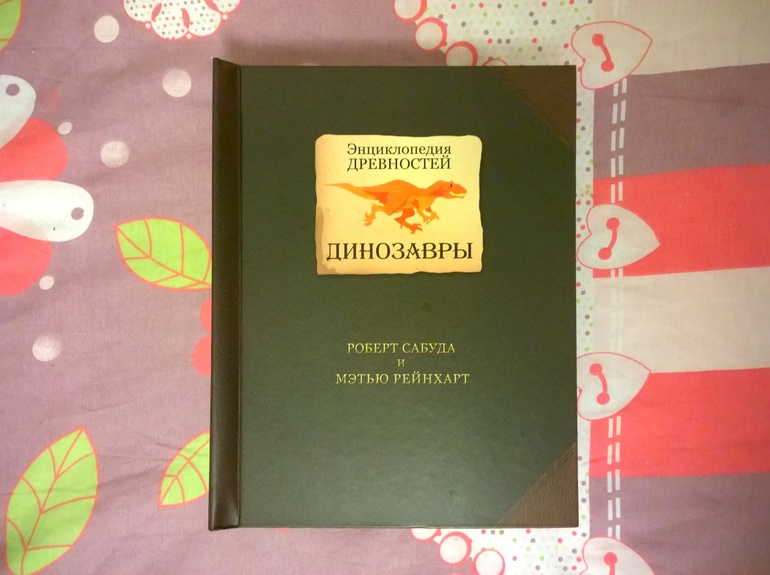 Энциклопедия
ДРЕВНОСТЕЙ
ДИНОЗАВРЫ
РОБЕРТ САБУДА
И
МЭТЬЮ РЕЙНХАРТ